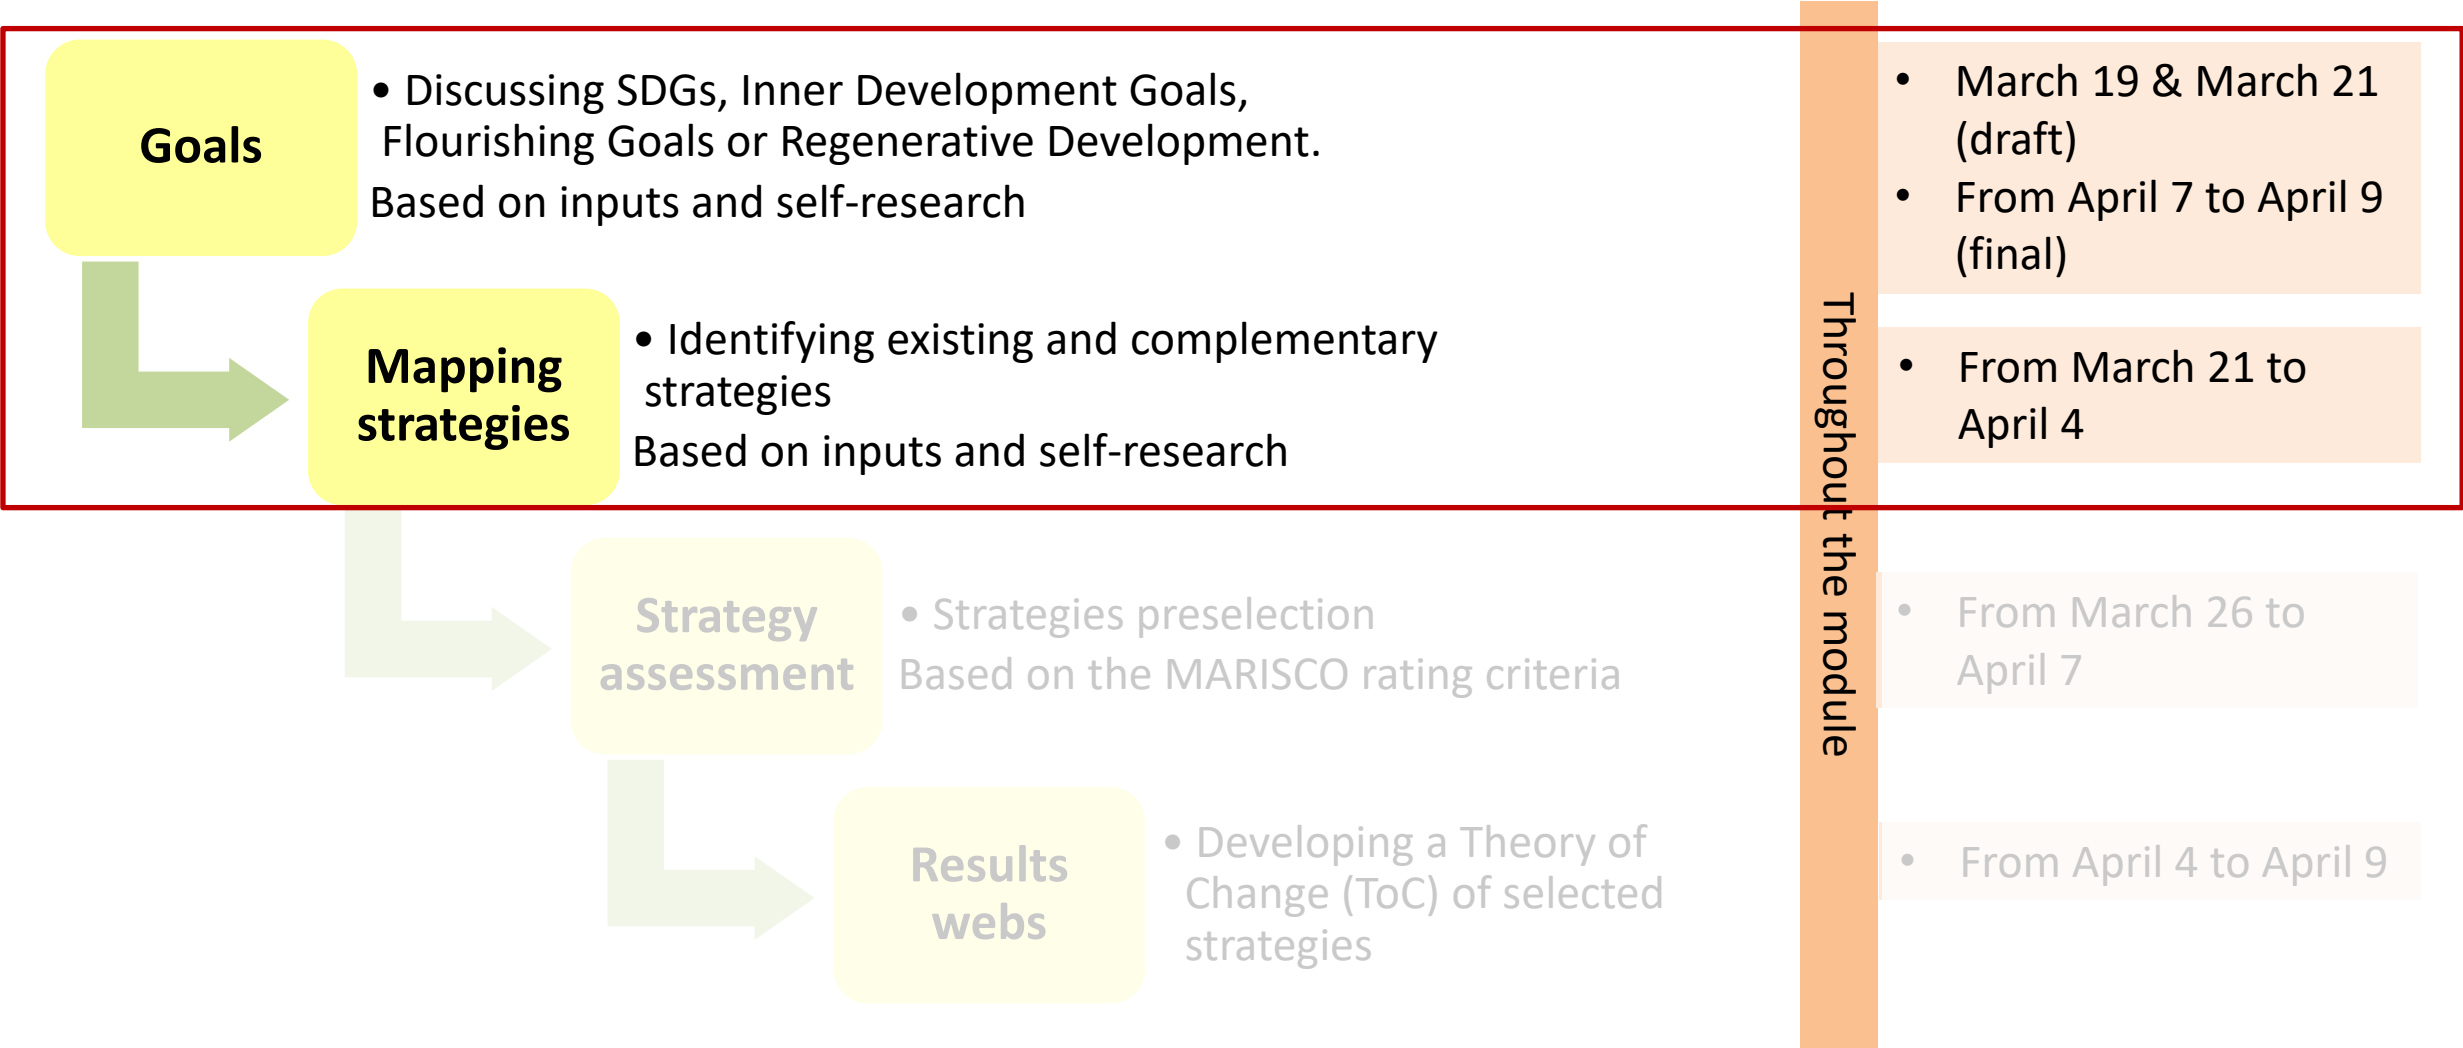 Goals
• Discussing SDGs, Inner Development Goals,
Flourishing Goals or Regenerative Development.
Based on inputs and self-research
• March 19 & March 21
(draft)
• From April 7 to April 9
(final)
Mapping
strategies
• Identifying existing and complementary
strategies
Based on inputs and self-research
• From March 21 to
April 4
Throughout the module
Strategy
assessment
• Strategies preselection
Based on the MARISCO rating criteria
• From March 26 to
April 7
Results
webs
• Developing a Theory of
Change (ToC) of selected
strategies
• From April 4 to April 9